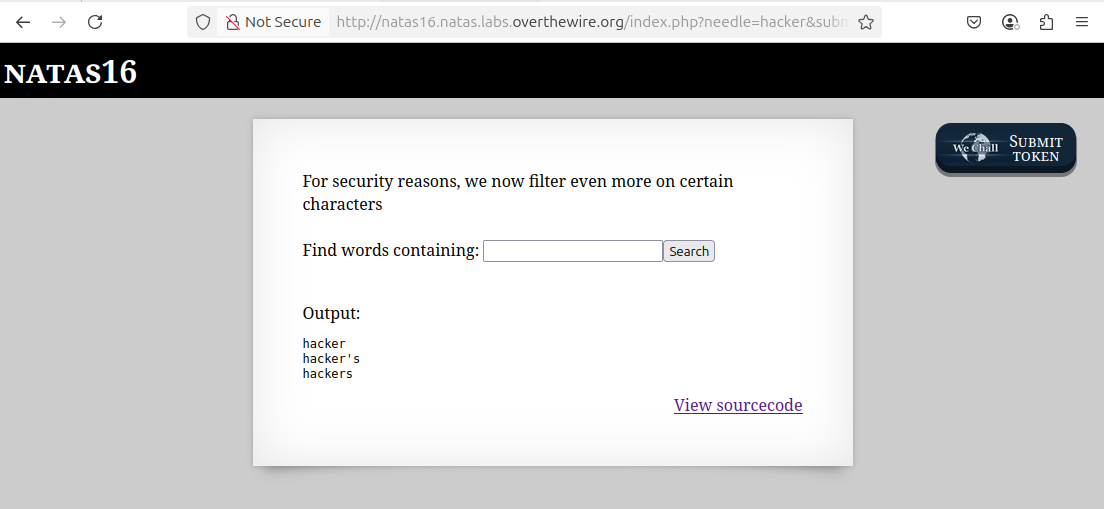 Not Secure http://natas16.natas.labs.overthewire.org/index.php?needle=hacker&subm
NATAS16
We Chall SUBMIT TOKEN
For security reasons, we now filter even more on certain
characters
Find words containing: Search
Output:
hacker
hacker's
hackers
View sourcecode